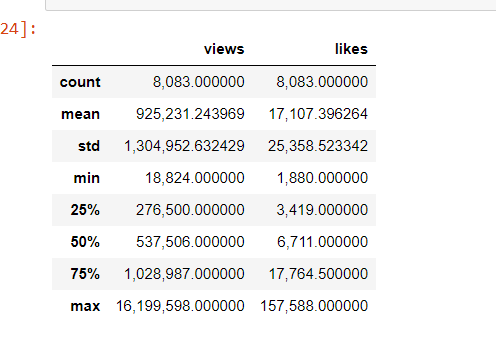 24]:
views likes
count 8,083.000000 8,083.000000
mean 925,231.243969 17,107.396264
std 1,304,952.632429 25,358.523342
min 18,824.000000 1,880.000000
25% 276,500.000000 3,419.000000
50% 537,506.000000 6,711.000000
75% 1,028,987.000000 17,764.500000
max 16,199,598.000000 157,588.000000